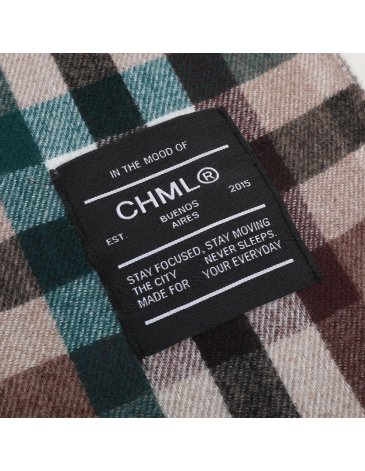 IN THE MOOD OF
CHML®
EST. BUENOS AIRES 2015
STAY FOCUSED, STAY MOVING
THE CITY NEVER SLEEPS.
MADE FOR YOUR EVERYDAY